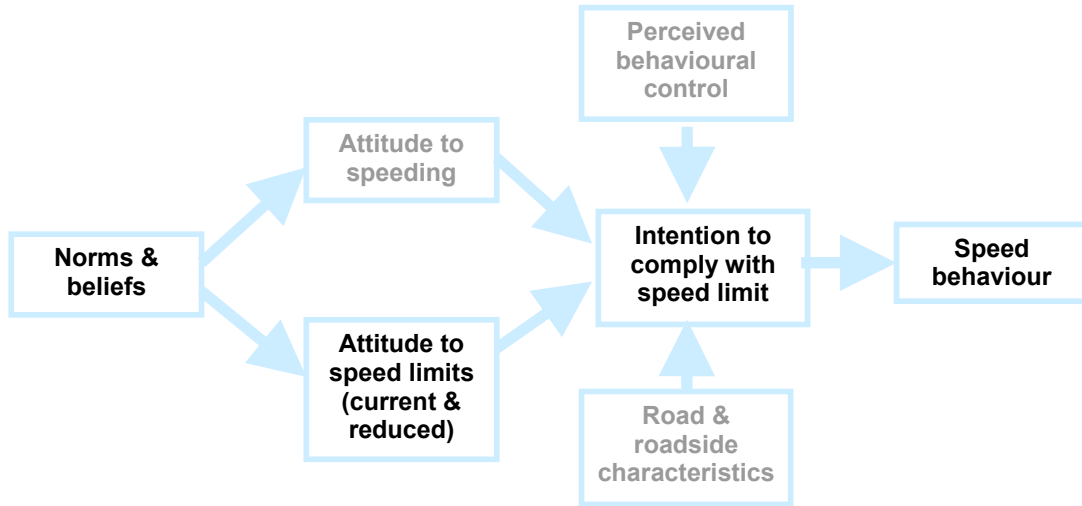 Perceived
behavioural
control
Attitude to
speeding
Norms &
beliefs
Intention to
comply with
speed limit
Speed
behaviour
Attitude to
speed limits
(current &
reduced)
Road &
roadside
characteristics